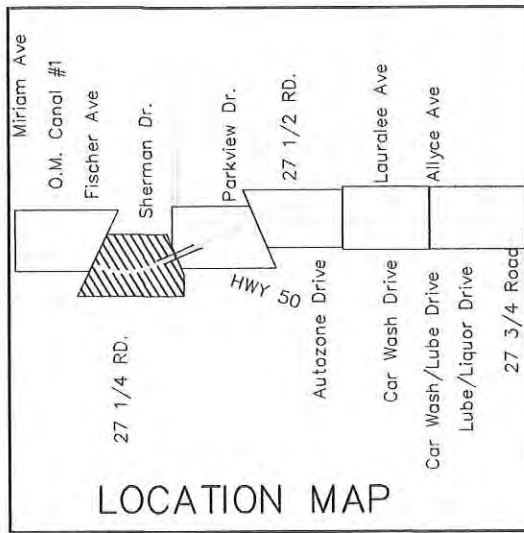 Miriam Ave
O.M. Canal #1
Fischer Ave
Sherman Dr.
Parkview Dr.
27 1/2 RD.
Lauralee Ave
Allyce Ave
27 1/4 RD.
HWY 50
Autozone Drive
Car Wash Drive
Car Wash/Lube Drive
Lube/Liquor Drive
27 3/4 Road
LOCATION MAP